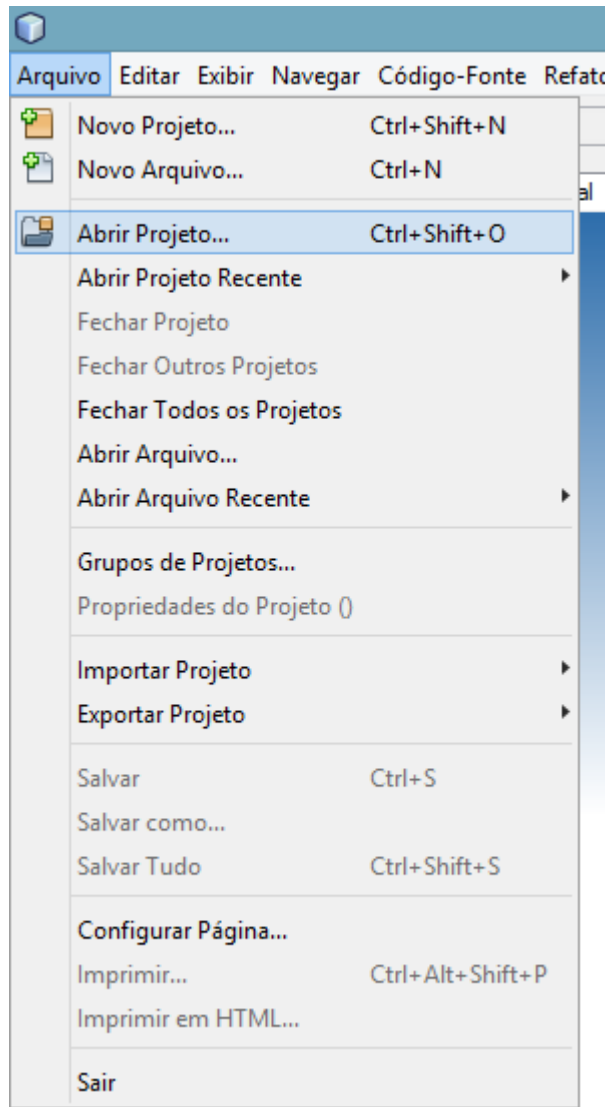 Arquivo Editar Exibir Navegar Código-Fonte
Novo Projeto... Ctrl+Shift+N
Novo Arquivo... Ctrl+N
Abrir Projeto... Ctrl+Shift+O
Abrir Projeto Recente
Fechar Projeto
Fechar Outros Projetos
Fechar Todos os Projetos
Abrir Arquivo...
Abrir Arquivo Recente
Grupos de Projetos...
Propriedades do Projeto ()
Importar Projeto
Exportar Projeto
Salvar Ctrl+S
Salvar como...
Salvar Tudo Ctrl+Shift+S
Configurar Página...
Imprimir... Ctrl+Alt+Shift+P
Imprimir em HTML...
Sair